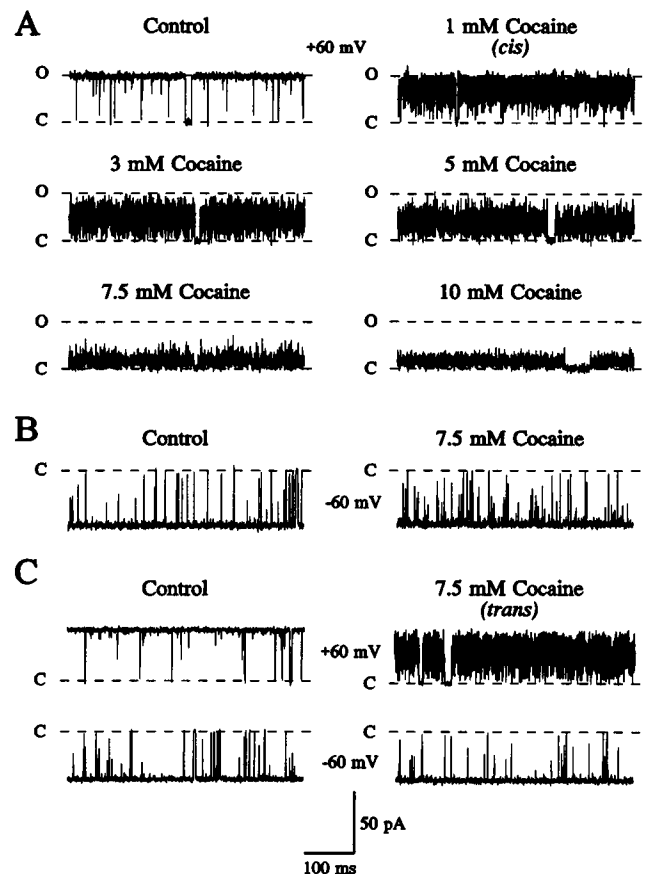 A
Control
+60 mV
1 mM Cocaine
(cis)
O
C
O
C
3 mM Cocaine
5 mM Cocaine
O
C
O
C
7.5 mM Cocaine
10 mM Cocaine
O
C
O
C
B
Control
7.5 mM Cocaine
C
-60 mV
C
C
Control
7.5 mM Cocaine
(trans)
+60 mV
C
C
C
C
-60 mV
50 pA
100 ms